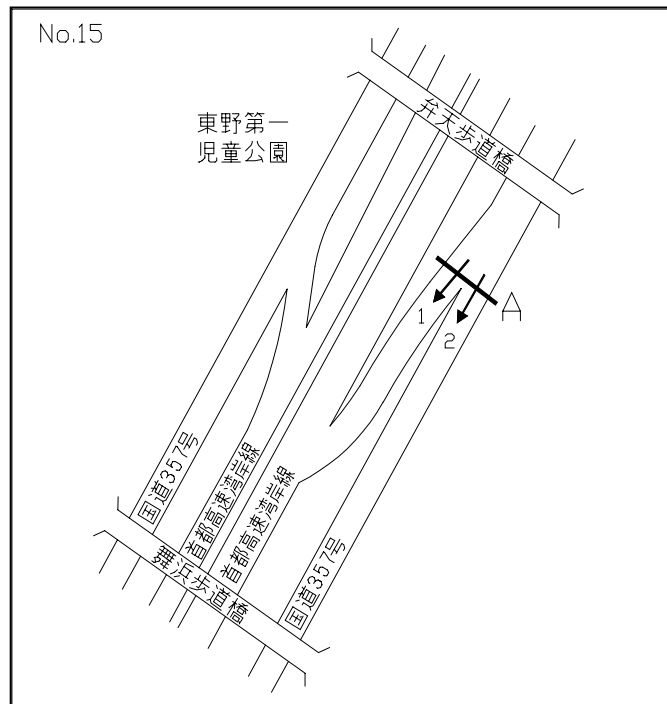 No.15
東野第一
児童公園
弁天歩道橋
A
1
2
国道357号
首都高速湾岸線
首都高速湾岸線
国道357号
舞浜歩道橋